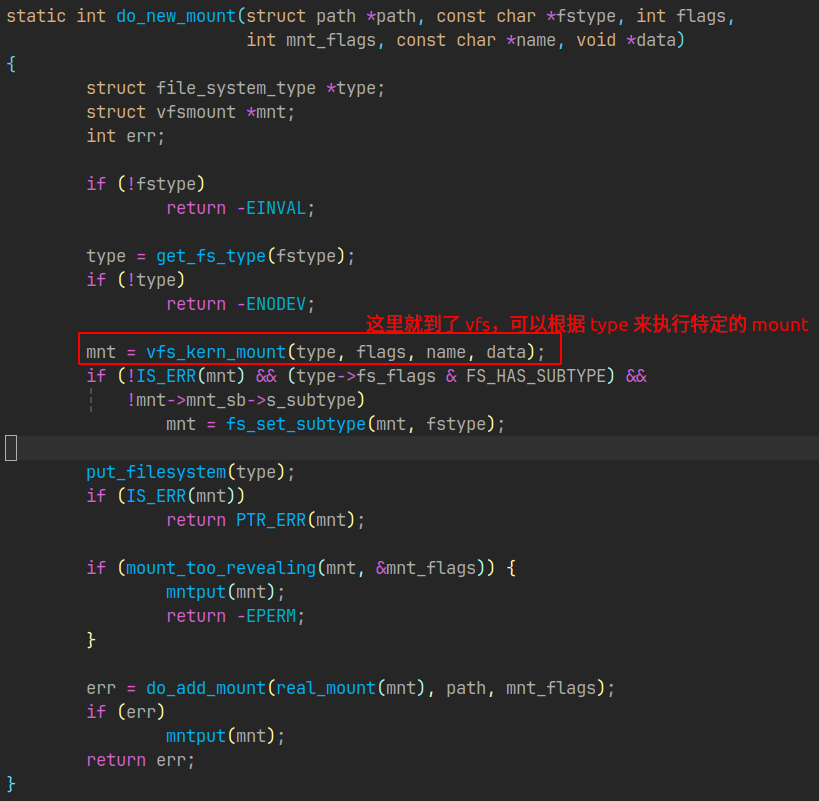 static int do_new_mount(struct path *path, const char *fstype, int flags,
                        int mnt_flags, const char *name, void *data)
{
        struct file_system_type *type;
        struct vfsmount *mnt;
        int err;

        if (!fstype)
                return -EINVAL;

        type = get_fs_type(fstype);
        if (!type)
                return -ENODEV;

这里就到了 vfs，可以根据 type 来执行特定的 mount
        mnt = vfs_kern_mount(type, flags, name, data);
        if (!IS_ERR(mnt) && (type->fs_flags & FS_HAS_SUBTYPE) &&
            !mnt->mnt_sb->s_subtype)
                mnt = fs_set_subtype(mnt, fstype);

        put_filesystem(type);
        if (IS_ERR(mnt))
                return PTR_ERR(mnt);

        if (mount_too_revealing(mnt, &mnt_flags)) {
                mntput(mnt);
                return -EPERM;
        }

        err = do_add_mount(real_mount(mnt), path, mnt_flags);
        if (err)
                mntput(mnt);
        return err;
}